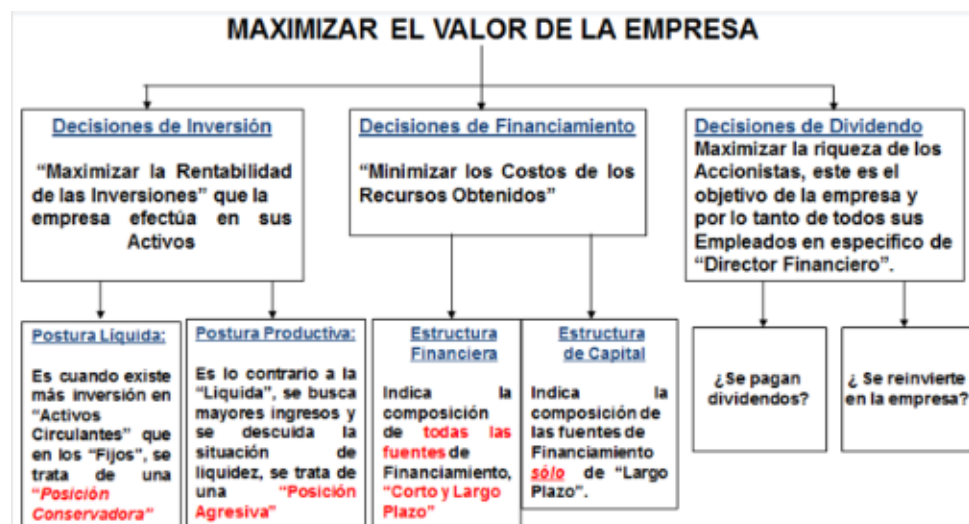 MAXIMIZAR EL VALOR DE LA EMPRESA
Decisiones de Inversión
“Maximizar la Rentabilidad
de las Inversiones” que la
empresa efectúa en sus
Activos
Decisiones de Financiamiento
“Minimizar los Costos de los
Recursos Obtenidos”
Decisiones de Dividendo
Maximizar la riqueza de los
Accionistas, este es el
objetivo de la empresa y
por lo tanto de todos sus
Empleados en especifico de
“Director Financiero”.
Postura Líquida:
Es cuando existe
más inversión en
“Activos
Circulantes” que
en los “Fijos”, se
trata de una
“Posición
Conservadora”
Postura Productiva:
Es lo contrario a la
“Liquida”, se busca
mayores ingresos y
se descuida la
situación de
liquidez, se trata de
una “Posición
Agresiva”
Estructura
Financiera
Indica la
composición
de todas las
fuentes de
Financiamiento,
“Corto y Largo
Plazo”
Estructura
de Capital
Indica la
composición de
las fuentes de
Financiamiento
sólo de “Largo
Plazo”.
¿Se pagan
dividendos?
¿ Se reinvierte
en la empresa?